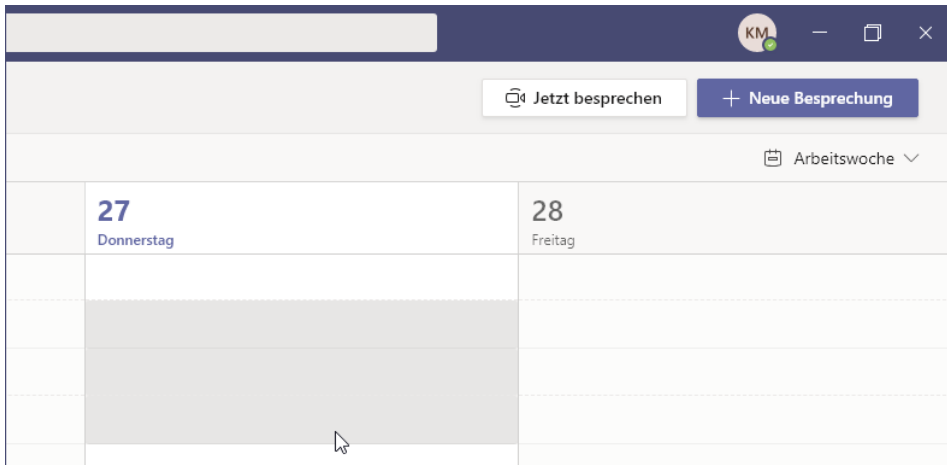 KM
Jetzt besprechen
Neue Besprechung
Arbeitswoche
27
Donnerstag
28
Freitag